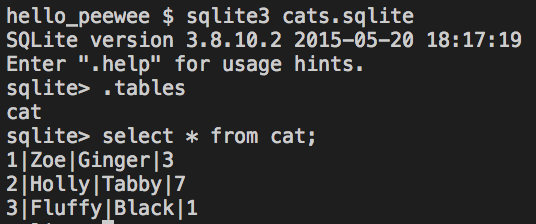 hello_peewee $ sqlite3 cats.sqlite
SQLite version 3.8.10.2 2015-05-20 18:17:19
Enter ".help" for usage hints.
sqlite> .tables
cat
sqlite> select * from cat;
1|Zoe|Ginger|3
2|Holly|Tabby|7
3|Fluffy|Black|1